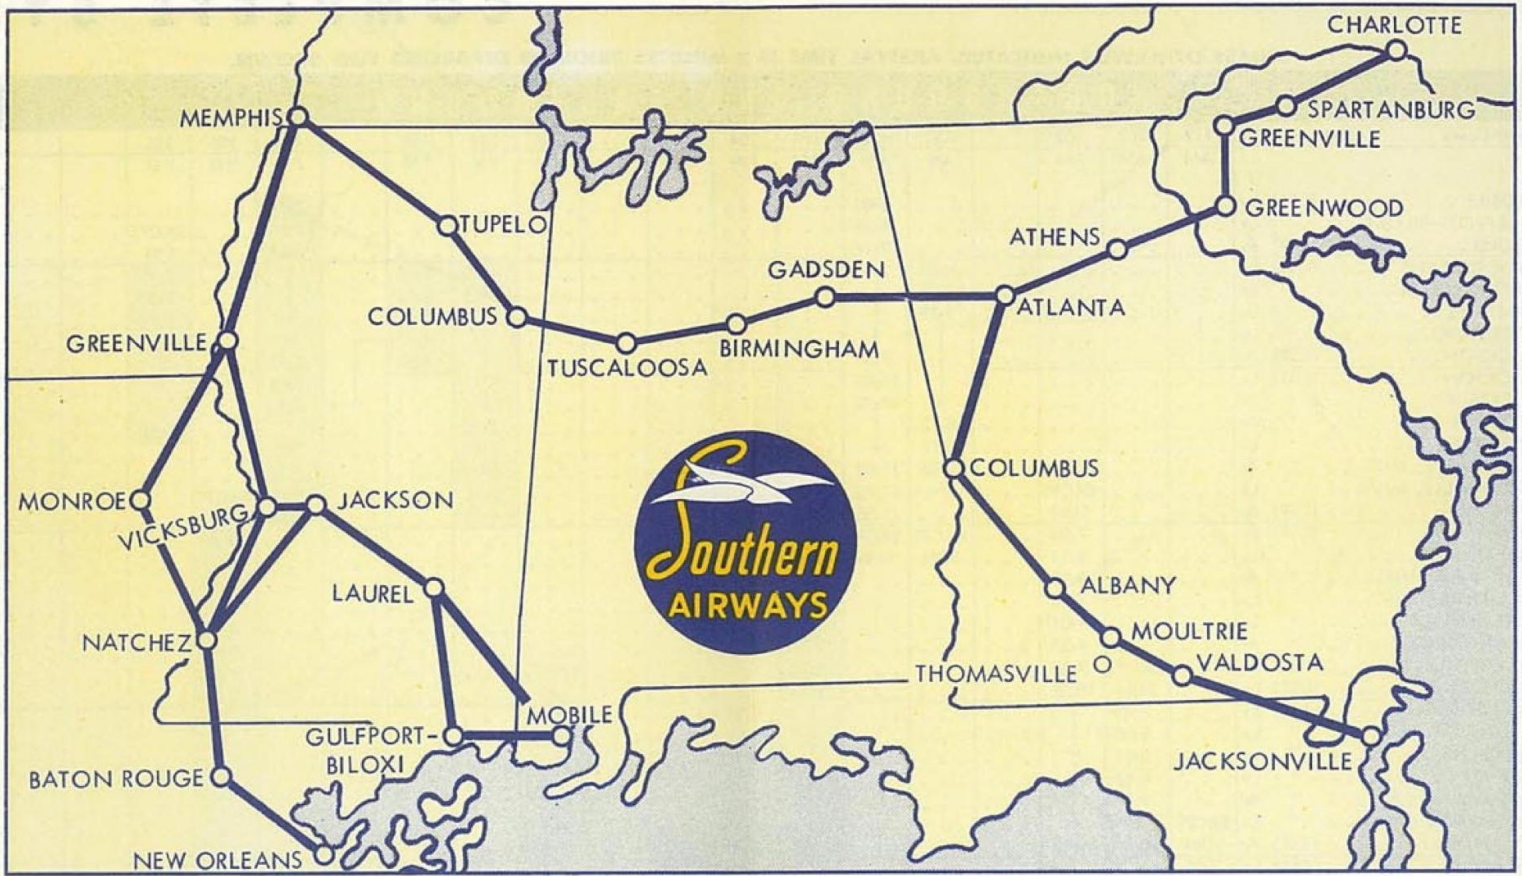 CHARLOTTE
MEMPHIS
SPARTANBURG
GREENVILLE
GREENWOOD
TUPELO
ATHENS
GADSDEN
ATLANTA
COLUMBUS
GREENVILLE
BIRMINGHAM
TUSCALOOSA
COLUMBUS
MONROE
VICKSBURG
JACKSON
Southern
AIRWAYS
LAUREL
ALBANY
NATCHEZ
MOULTRIE
THOMASVILLE
VALDOSTA
MOBILE
GULFPORT-
BILOXI
JACKSONVILLE
BATON ROUGE
NEW ORLEANS